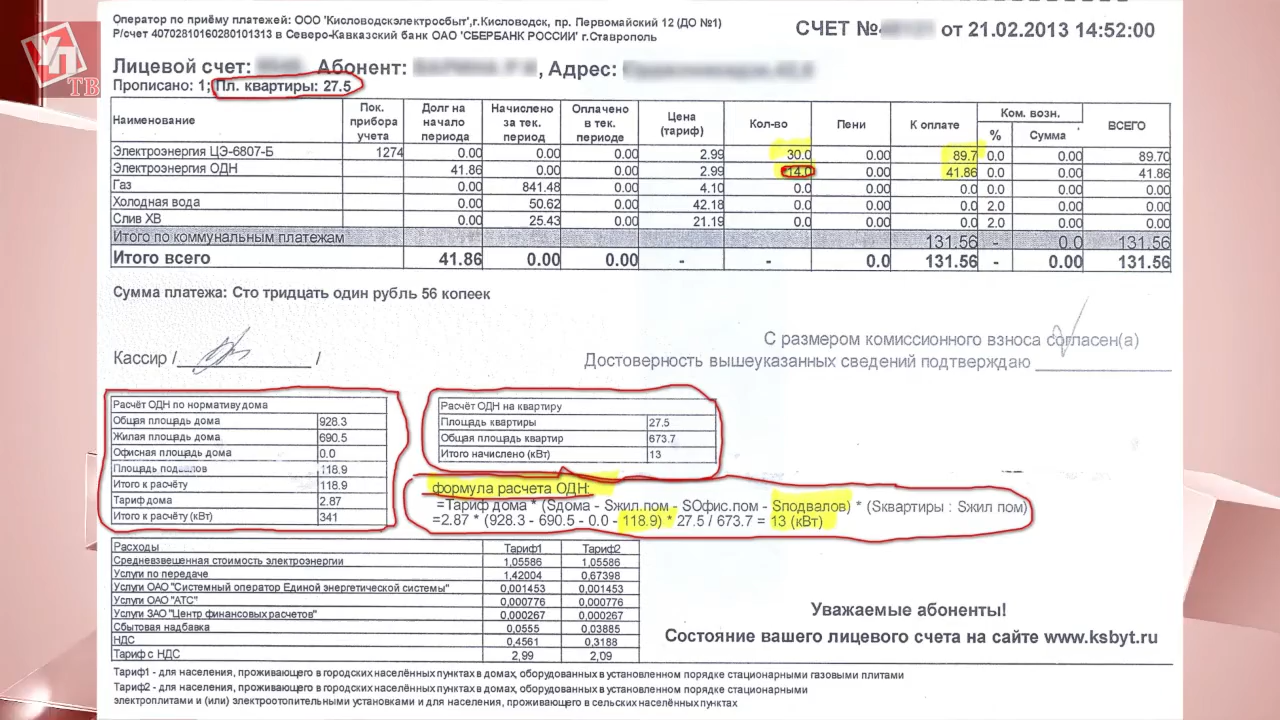 УП
ТВ
Оператор по приёму платежей: ООО 'Кисловодскэлектросбыт',г.Кисловодск, пр. Первомайский 12 (ДО №1)
Р/счет 40702810160280101313 в Северо-Кавказский банк ОАО 'СБЕРБАНК РОССИИ' г.Ставрополь
СЧЕТ № от 21.02.2013 14:52:00
Лицевой счет: Абонент: , Адрес:
Прописано: 1; Пл. квартиры: 27.5
Наименование Пок. прибора учета Долг на начало периода Начислено за тек. период Оплачено в тек. периоде Цена (тариф) Кол-во Пени К оплате Ком. возн. % Сумма ВСЕГО
Электроэнергия ЦЭ-6807-Б 1274 0.00 0.00 0.00 2.99 30.0 0.00 89.7 0.0 0.00 89.70
Электроэнергия ОДН 41.86 0.00 0.00 2.99 14.0 0.00 41.86 0.0 0.00 41.86
Газ 0.00 841.48 0.00 4.10 0.0 0.00 0.0 0.0 0.00 0.00
Холодная вода 0.00 50.62 0.00 42.18 0.0 0.00 0.0 2.0 0.00 0.00
Слив ХВ 0.00 25.43 0.00 21.19 0.0 0.00 0.0 2.0 0.00 0.00
Итого по коммунальным платежам 131.56 - 0.0 131.56
Итого всего 41.86 0.00 0.00 - - 0.0 131.56 - 0.00 131.56
Сумма платежа: Сто тридцать один рубль 56 копеек
С размером комиссионного взноса согласен(а)
Кассир / /
Достоверность вышеуказанных сведений подтверждаю
Расчёт ОДН по нормативу дома
Общая площадь дома 928.3
Жилая площадь дома 690.5
Офисная площадь дома 0.0
Площадь подвалов 118.9
Итого к расчёту 118.9
Тариф дома 2.87
Итого к расчёту (кВт) 341
Расчёт ОДН на квартиру
Площадь квартиры 27.5
Общая площадь квартир 673.7
Итого начислено (кВт) 13
формула расчета ОДН:
=Тариф дома * (Sдома - Sжил.пом - SОфис.пом - Sподвалов) * (Sквартиры : Sжил пом)
=2.87 * (928.3 - 690.5 - 0.0 - 118.9) * 27.5 / 673.7 = 13 (кВт)
Расходы Тариф1 Тариф2
Средневзвешенная стоимость электроэнергии 1,05586 1,05586
Услуги по передаче 1,42004 0,67398
Услуги ОАО "Системный оператор Единой энергетической системы" 0,001453 0,001453
Услуги ОАО "АТС" 0,000776 0,000776
Услуги ЗАО "Центр финансовых расчетов" 0,000267 0,000267
Сбытовая надбавка 0,0555 0,03885
НДС 0,4561 0,3188
Тариф с НДС 2,99 2,09
Уважаемые абоненты!
Состояние вашего лицевого счета на сайте www.ksbyt.ru
Тариф1 - для населения, проживающего в городских населённых пунктах в домах, оборудованных в установленном порядке стационарными газовыми плитами
Тариф2 - для населения, проживающего в городских населённых пунктах в домах, оборудованных в установленном порядке стационарными
электроплитами и (или) электроотопительными установками и для населения, проживающего в сельских населённых пунктах